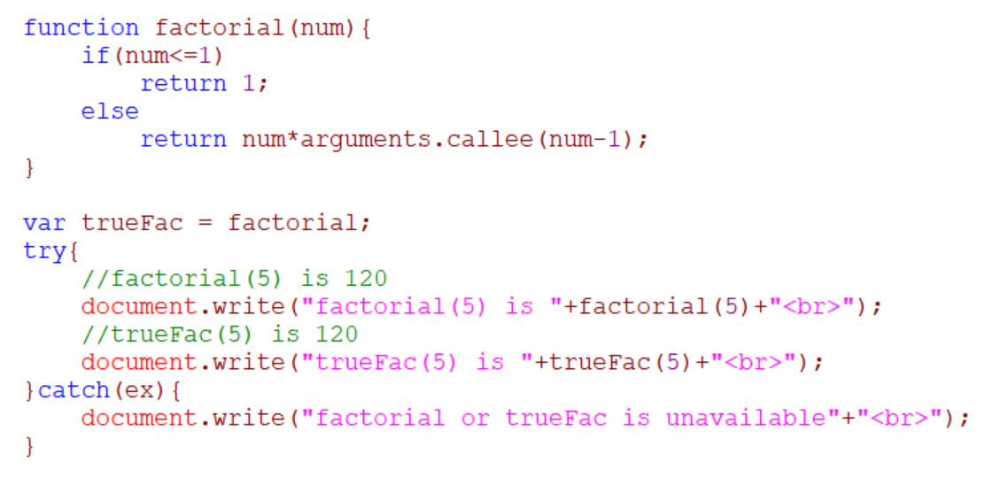 function factorial(num){
    if(num<=1)
        return 1;
    else
        return num*arguments.callee(num-1);
}

var trueFac = factorial;
try{
    //factorial(5) is 120
    document.write("factorial(5) is "+factorial(5)+"<br>");
    //trueFac(5) is 120
    document.write("trueFac(5) is "+trueFac(5)+"<br>");
}catch(ex){
    document.write("factorial or trueFac is unavailable"+"<br>");
}